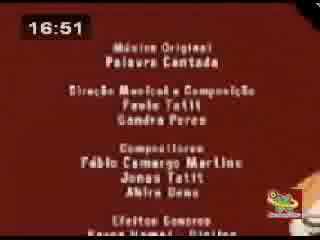 16:51
Música Original
Palavra Cantada
Direção Musical e Composição
Paulo Tatit
Sandra Peres
Compositores
Fábio Camargo Martins
Jonas Tatit
Efeitos Sonoros